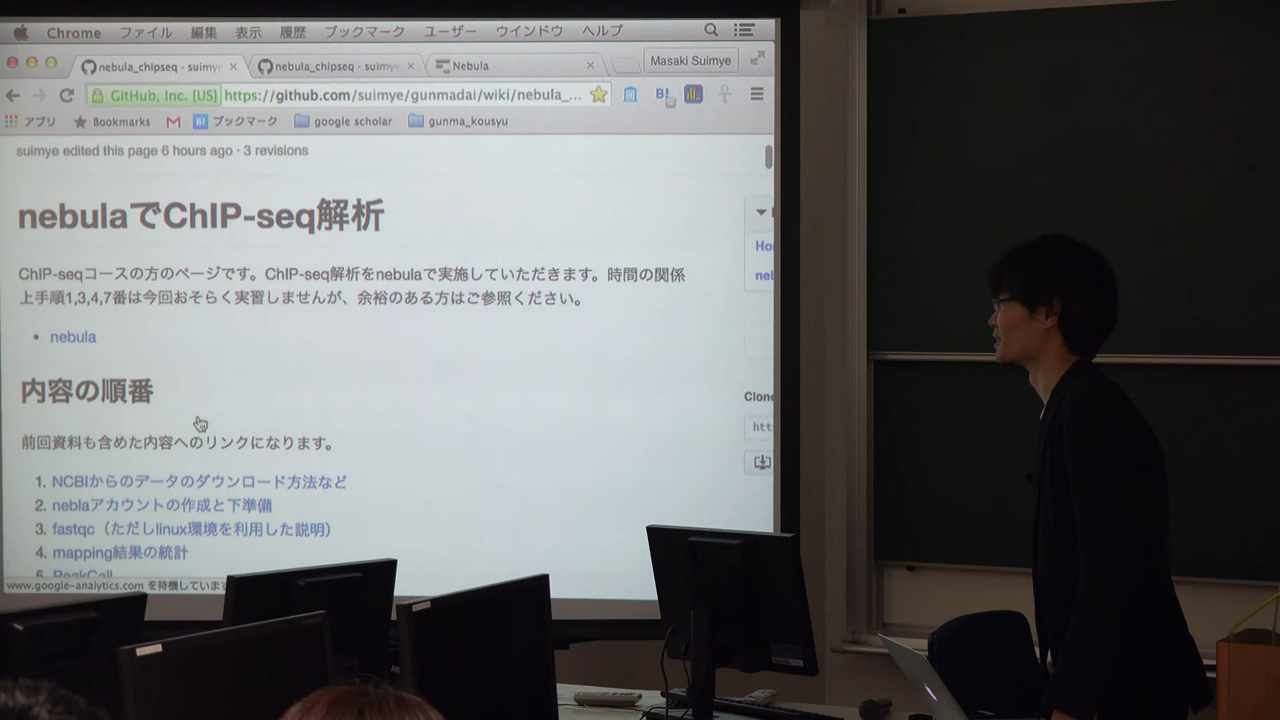 Chrome ファイル 編集 表示 履歴 ブックマーク ユーザー ウインドウ ヘルプ
nebula_chipseq · suimye nebula_chipseq · suimye Nebula Masaki Suimye
GitHub, Inc. [US] https://github.com/suimye/gunmadai/wiki/nebula_...
B!
アプリ Bookmarks B! ブックマーク google scholar gunma_kousyu
suimye edited this page 6 hours ago · 3 revisions
nebulaでChIP-seq解析
ChIP-seqコースの方のページです。ChIP-seq解析をnebulaで実施していただきます。時間の関係
上手順1,3,4,7番は今回おそらく実習しませんが、余裕のある方はご参照ください。
• nebula
内容の順番
前回資料も含めた内容へのリンクになります。
1. NCBIからのデータのダウンロード方法など
2. neblaアカウントの作成と下準備
3. fastqc（ただしlinux環境を利用した説明）
4. mapping結果の統計
5. PeakCall
www.google-analytics.com を待機しています
Ho
neb
Clone
htt